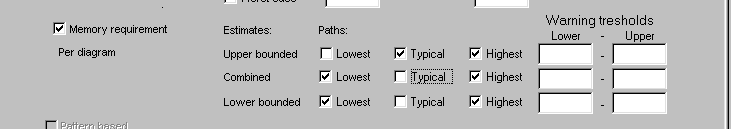 Warning tresholds
Memory requirement Estimates: Paths: Lower - Upper
Per diagram
Upper bounded Lowest Typical Highest -
Combined Lowest Typical Highest -
Lower bounded Lowest Typical Highest -
Pattern based